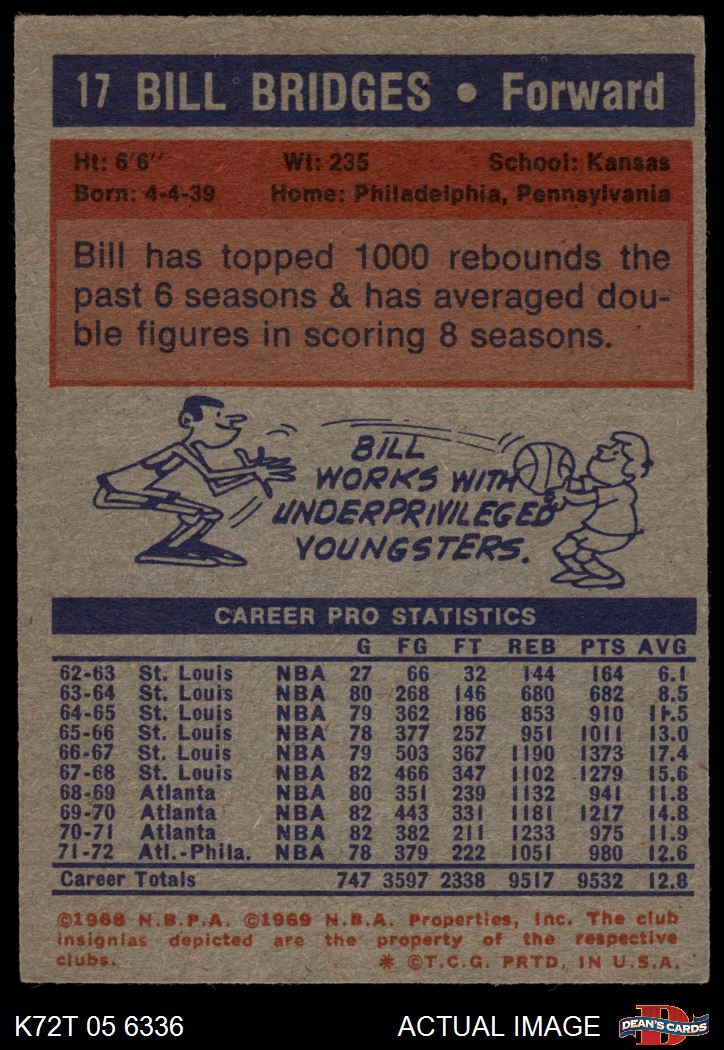 17 BILL BRIDGES • Forward
Ht: 6'6" Wt: 235 School: Kansas
Born: 4-4-39 Home: Philadelphia, Pennsylvania
Bill has topped 1000 rebounds the
past 6 seasons & has averaged dou-
ble figures in scoring 8 seasons.
BILL
WORKS WITH
UNDERPRIVILEGED
YOUNGSTERS.
CAREER PRO STATISTICS
G FG FT REB PTS AVG
62-63 St. Louis NBA 27 66 32 144 164 6.1
63-64 St. Louis NBA 80 268 146 680 682 8.5
64-65 St. Louis NBA 79 362 186 853 910 11.5
65-66 St. Louis NBA 78 377 257 951 1011 13.0
66-67 St. Louis NBA 79 503 367 1190 1373 17.4
67-68 St. Louis NBA 82 466 347 1102 1279 15.6
68-69 Atlanta NBA 80 351 239 1132 941 11.8
69-70 Atlanta NBA 82 443 331 1181 1217 14.8
70-71 Atlanta NBA 82 382 211 1233 975 11.9
71-72 Atl.-Phila. NBA 78 379 222 1051 980 12.6
Career Totals 747 3597 2338 9517 9532 12.8
©1968 N.B.P.A. ©1969 N.B.A. Properties, Inc. The club
insignias depicted are the property of the respective
clubs. * ©T.C.G. PRTD, IN U.S.A.
K72T 05 6336 ACTUAL IMAGE DEAN'S CARDS